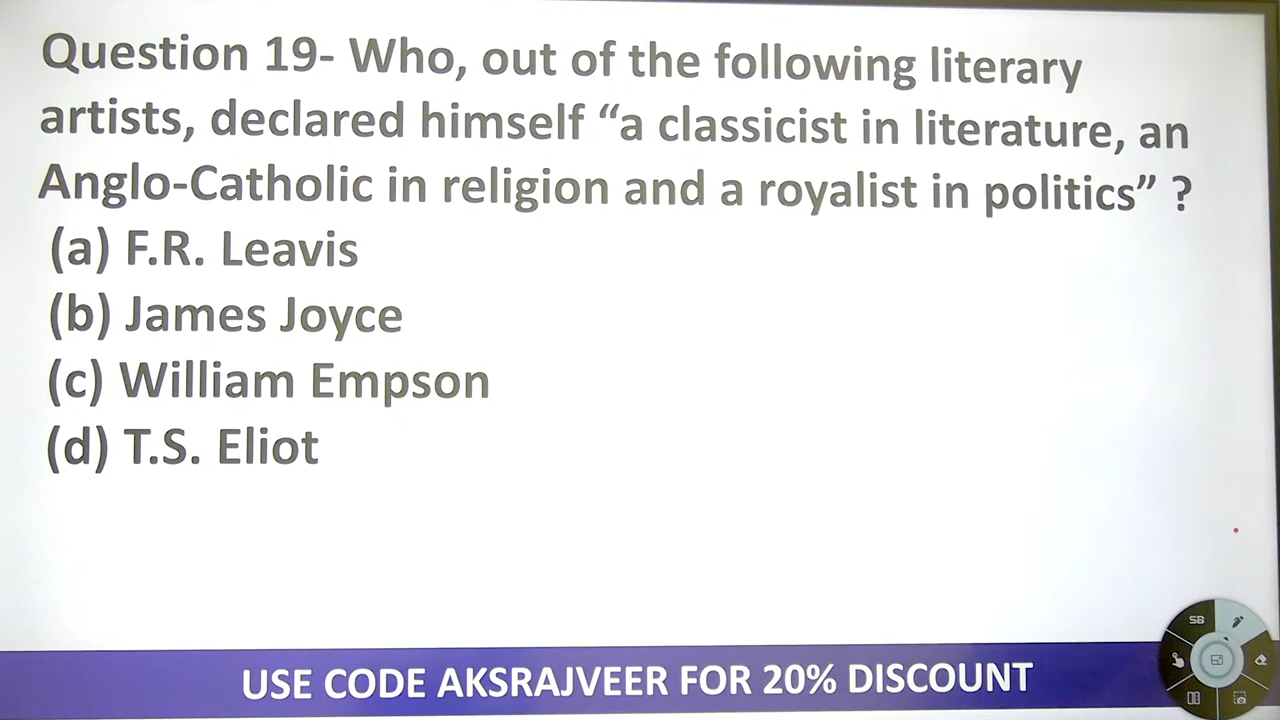 Question 19- Who, out of the following literary
artists, declared himself “a classicist in literature, an
Anglo-Catholic in religion and a royalist in politics” ?
(a) F.R. Leavis
(b) James Joyce
(c) William Empson
(d) T.S. Eliot
SB
USE CODE AKSRAJVEER FOR 20% DISCOUNT